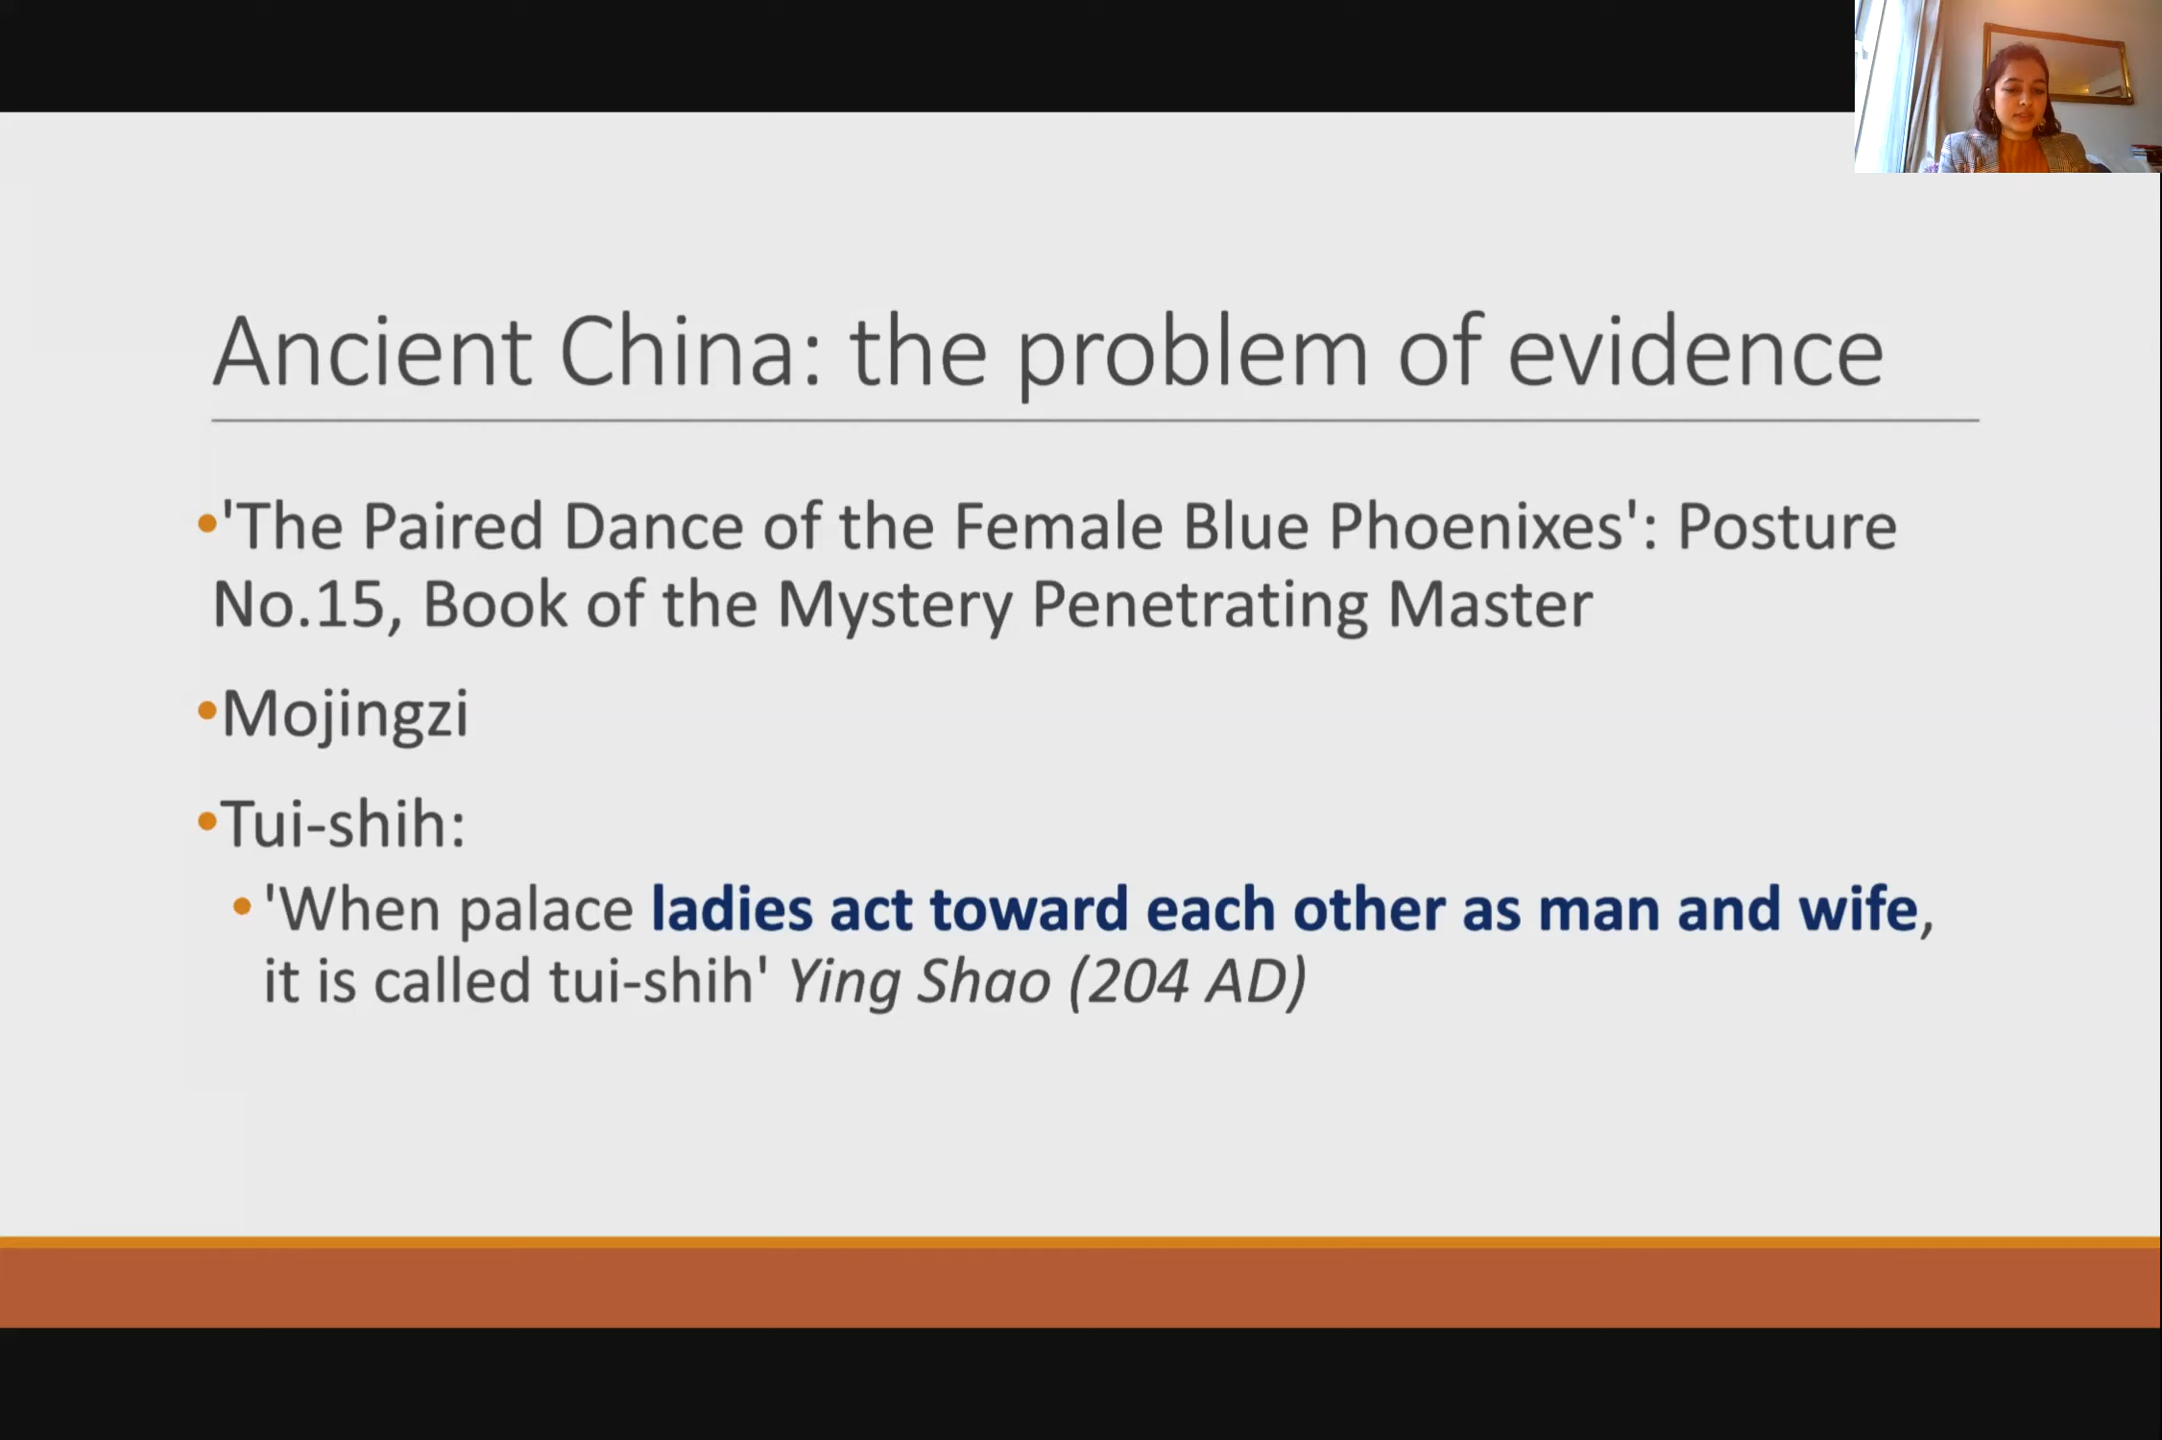 Ancient China: the problem of evidence
•'The Paired Dance of the Female Blue Phoenixes': Posture
No.15, Book of the Mystery Penetrating Master
•Mojingzi
•Tui-shih:
•'When palace ladies act toward each other as man and wife,
it is called tui-shih' Ying Shao (204 AD)